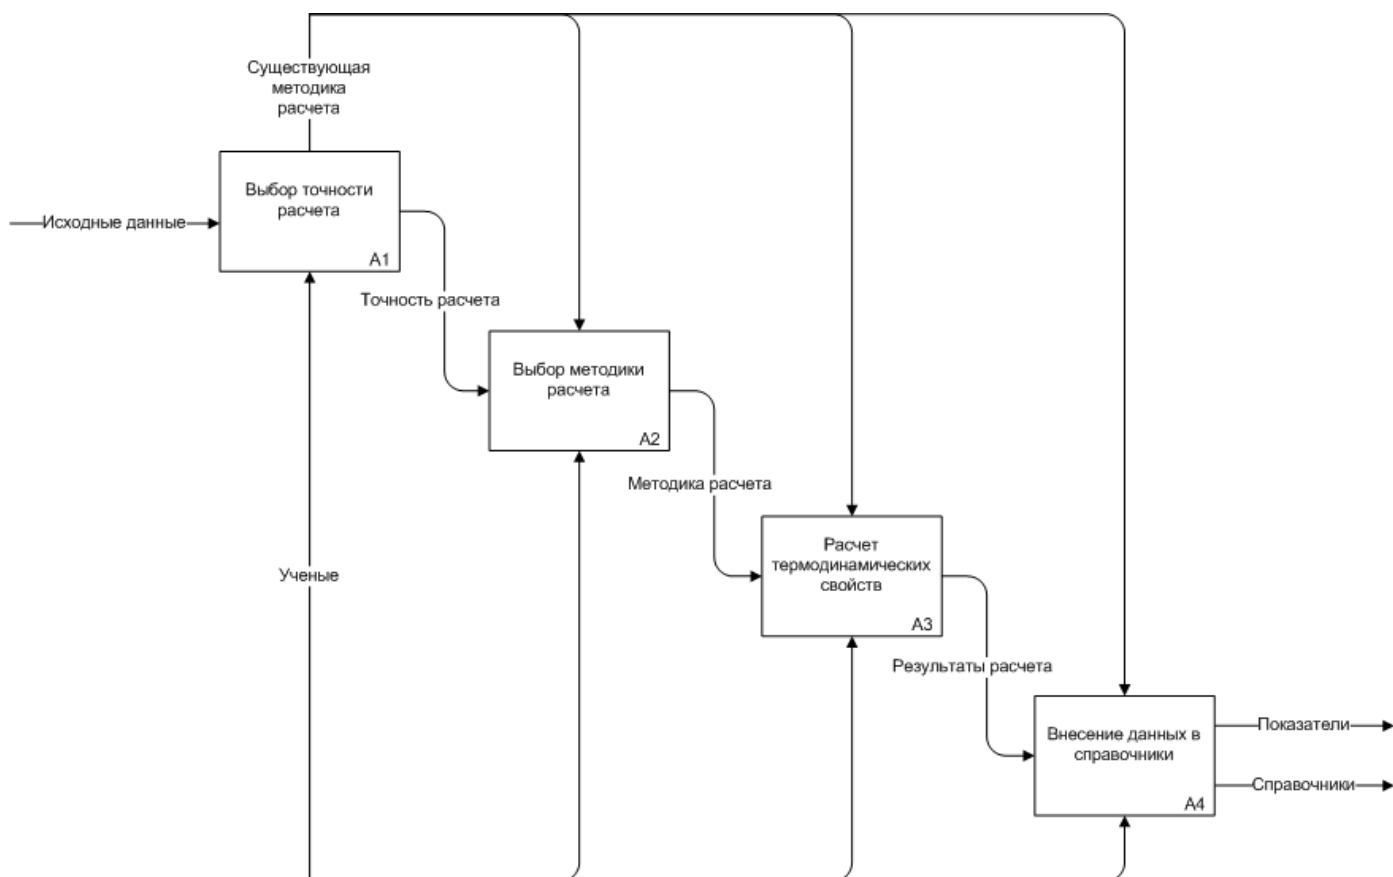 Существующая
методика
расчета
Выбор точности
расчета
Исходные данные
A1
Точность расчета
Выбор методики
расчета
A2
Методика расчета
Расчет
термодинамических
свойств
Ученые
A3
Результаты расчета
Внесение данных в
справочники
Показатели
Справочники
A4